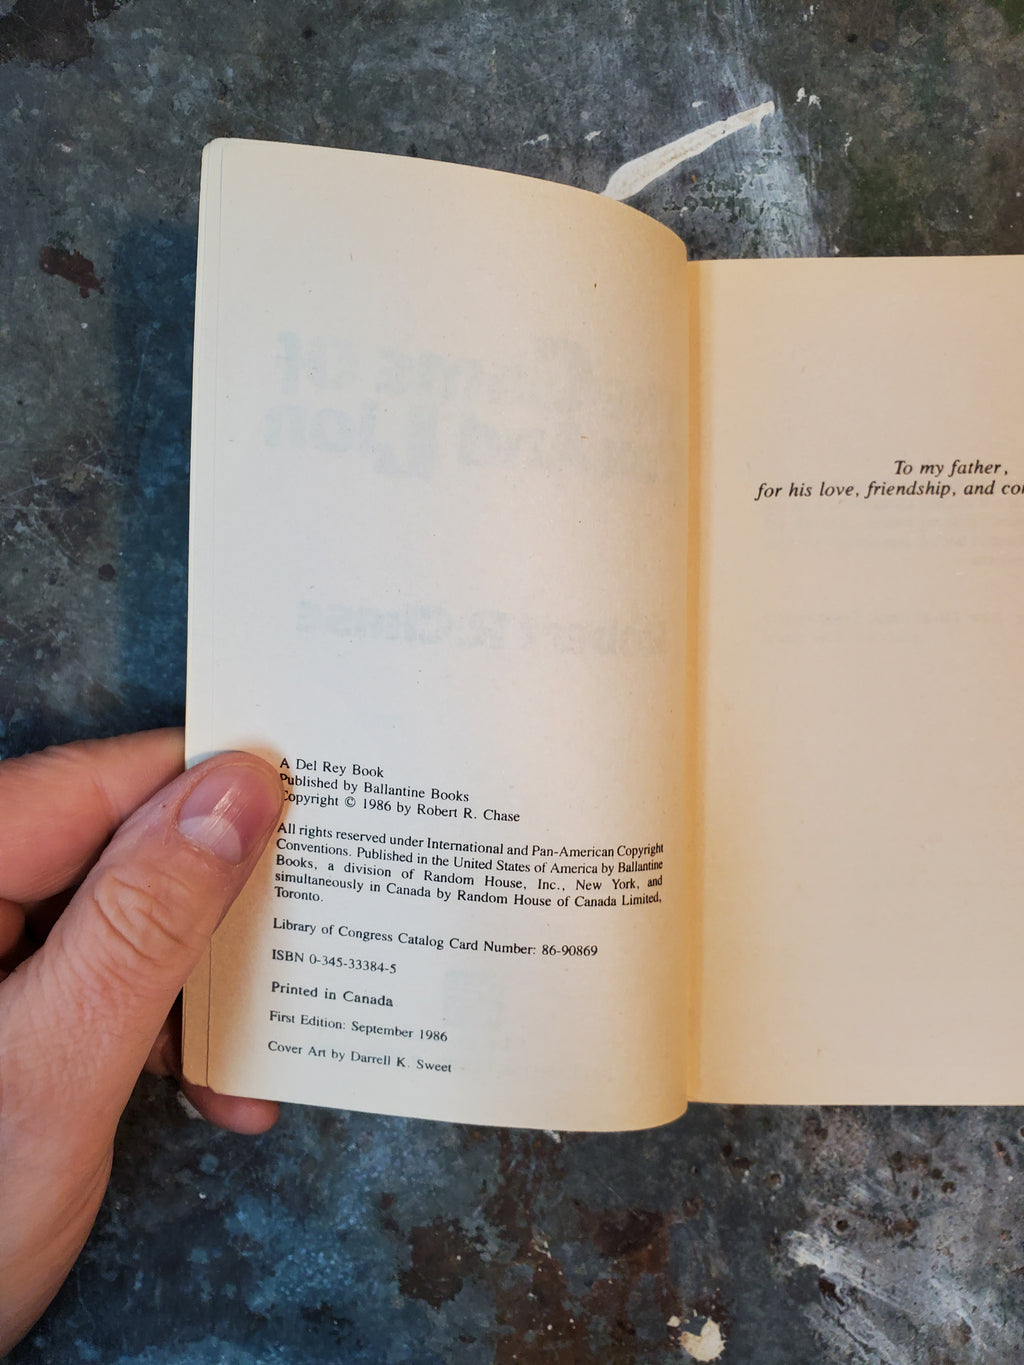 A Del Rey Book
Published by Ballantine Books
Copyright © 1986 by Robert R. Chase
All rights reserved under International and Pan-American Copyright
Conventions. Published in the United States of America by Ballantine
Books, a division of Random House, Inc., New York, and
simultaneously in Canada by Random House of Canada Limited,
Toronto.
Library of Congress Catalog Card Number: 86-90869
ISBN 0-345-33384-5
Printed in Canada
First Edition: September 1986
Cover Art by Darrell K. Sweet
To my father,
for his love, friendship, and